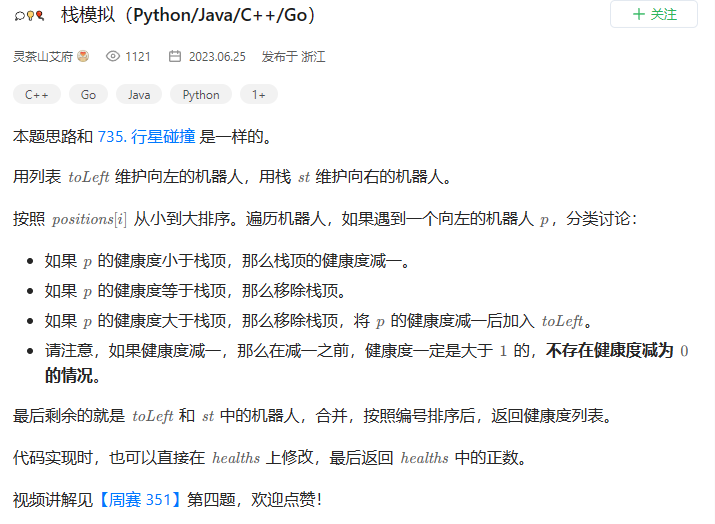 栈模拟（Python/Java/C++/Go）
+ 关注
灵茶山艾府 1121 2023.06.25 发布于 浙江
C++ Go Java Python 1+
本题思路和 735. 行星碰撞 是一样的。
用列表 toLeft 维护向左的机器人，用栈 st 维护向右的机器人。
按照 positions[i] 从小到大排序。遍历机器人，如果遇到一个向左的机器人 p，分类讨论：
• 如果 p 的健康度小于栈顶，那么栈顶的健康度减一。
• 如果 p 的健康度等于栈顶，那么移除栈顶。
• 如果 p 的健康度大于栈顶，那么移除栈顶，将 p 的健康度减一后加入 toLeft。
• 请注意，如果健康度减一，那么在减一之前，健康度一定是大于 1 的，不存在健康度减为 0
的情况。
最后剩余的就是 toLeft 和 st 中的机器人，合并，按照编号排序后，返回健康度列表。
代码实现时，也可以直接在 healths 上修改，最后返回 healths 中的正数。
视频讲解见【周赛 351】第四题，欢迎点赞！